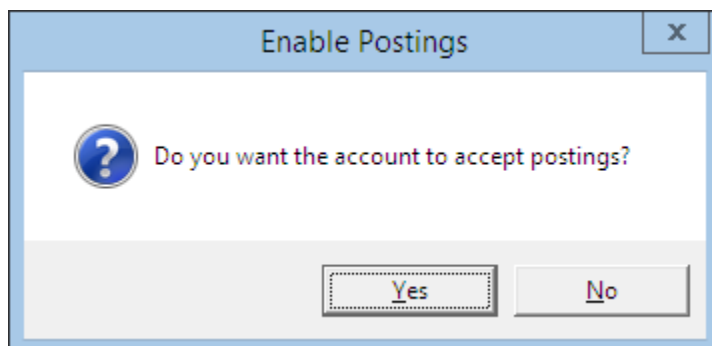 Enable Postings
x
?
Do you want the account to accept postings?
Yes
No